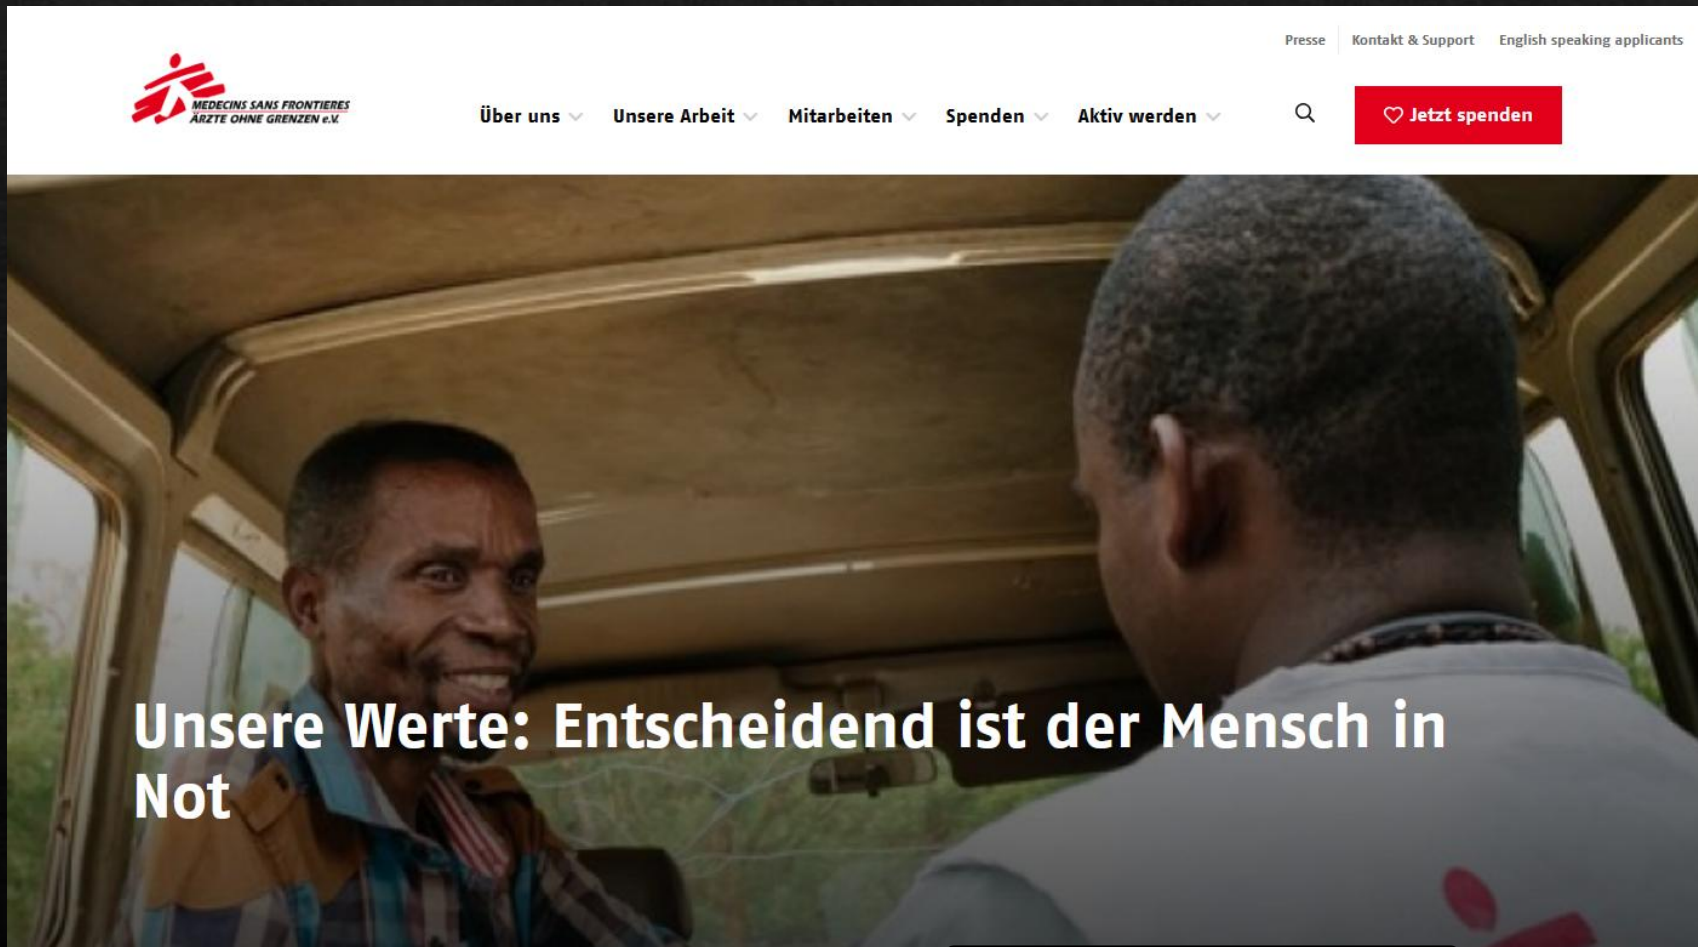 Presse
Kontakt & Support
English speaking applicants
MEDECINS SANS FRONTIERES
ÄRZTE OHNE GRENZEN e.V.
Über uns
Unsere Arbeit
Mitarbeiten
Spenden
Aktiv werden
Jetzt spenden
Unsere Werte: Entscheidend ist der Mensch in
Not